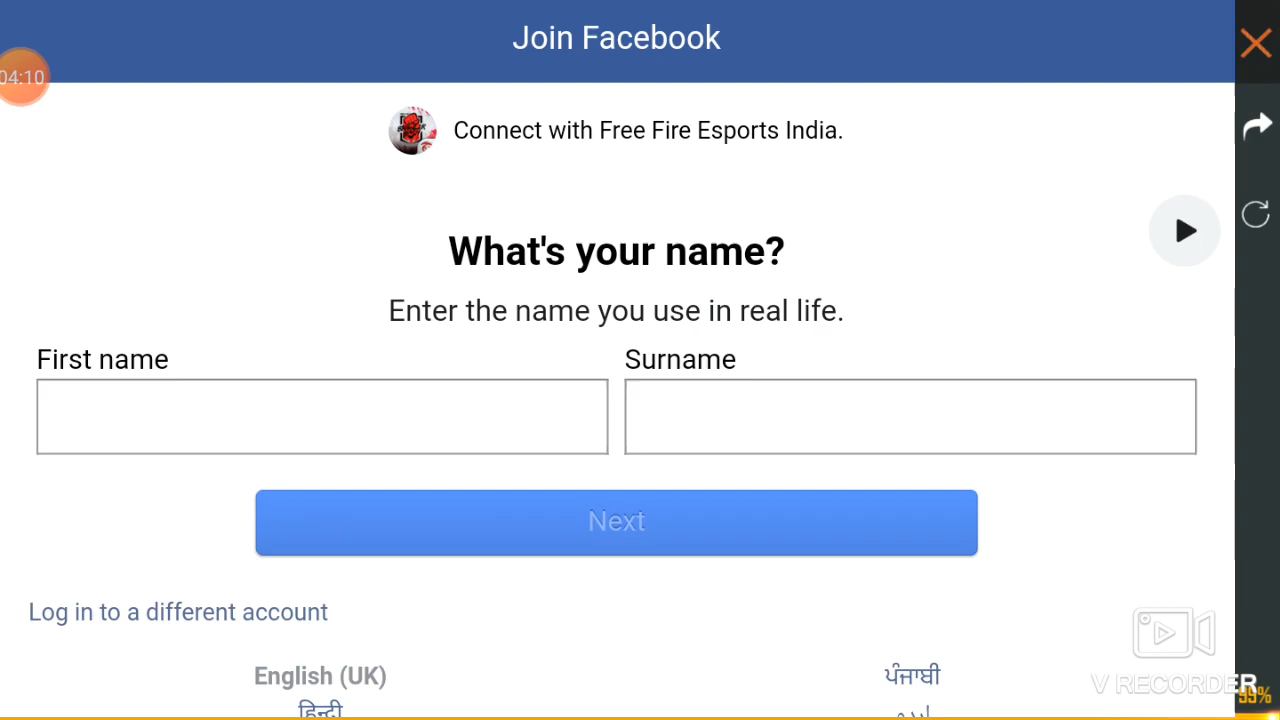 Join Facebook
04:10
Connect with Free Fire Esports India.
What's your name?
Enter the name you use in real life.
First name
Surname
Next
Log in to a different account
English (UK)
ਪੰਜਾਬੀ
हिन्दी
V RECORDER
99%